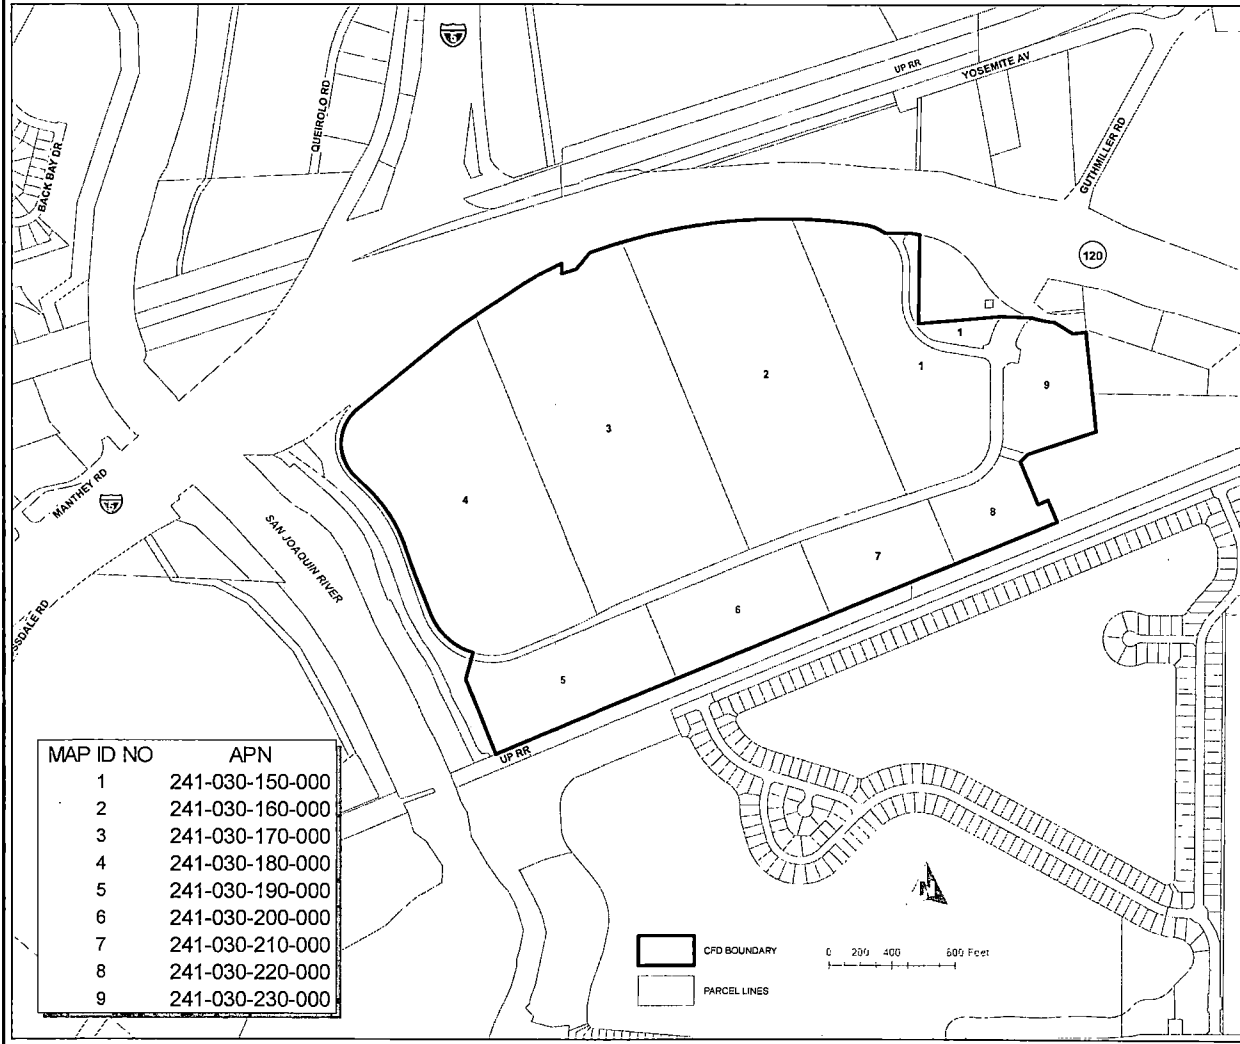 5
UP RR
YOSEMITE AV
QUEIROLO RD
BACK BAY DR
GUTHMILLER RD
120
1
1
2
9
3
4
MANTHEY RD
SAN JOAQUIN RIVER
8
7
6
5
SSDALE RD
UP RR
MAP ID NO APN
1 241-030-150-000
2 241-030-160-000
3 241-030-170-000
4 241-030-180-000
5 241-030-190-000
6 241-030-200-000
7 241-030-210-000
8 241-030-220-000
9 241-030-230-000
N
CFD BOUNDARY
PARCEL LINES
0 200 400 800 Feet